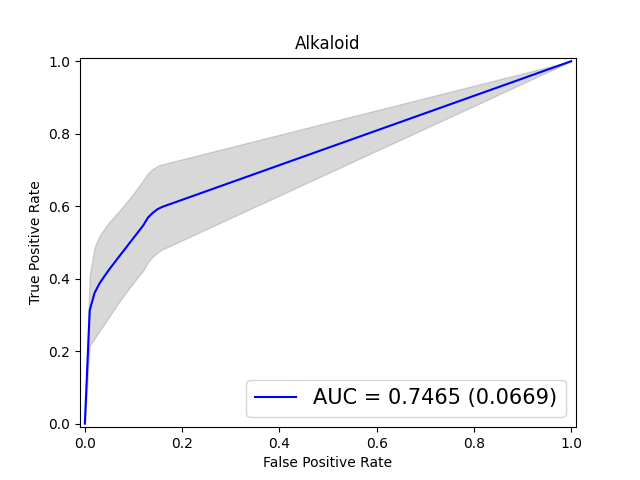 Alkaloid
1.0
0.8
0.6
0.4
0.2
0.0
True Positive Rate
AUC = 0.7465 (0.0669)
0.0 0.2 0.4 0.6 0.8 1.0
False Positive Rate